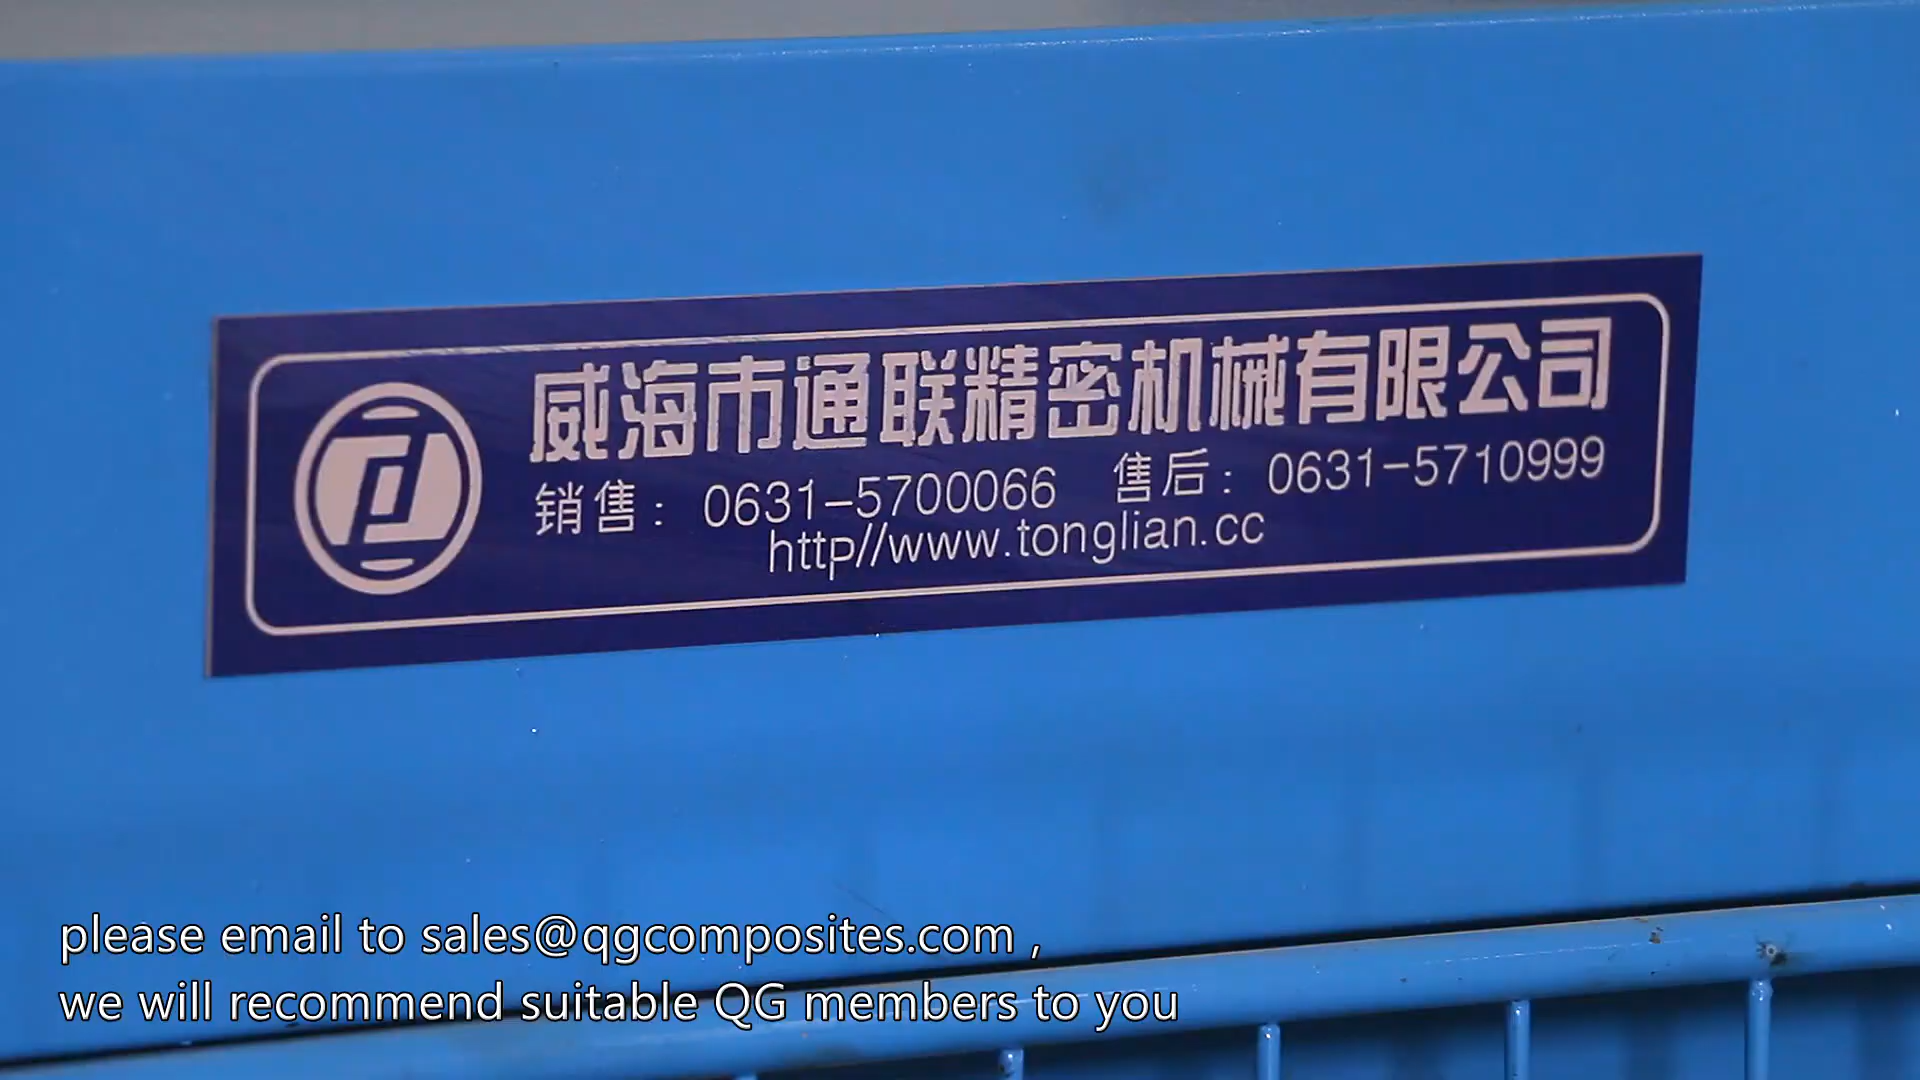 威海市通联精密机械有限公司
销售：0631-5700066 售后：0631-5710999
http//www.tonglian.cc
please email to sales@qgcomposites.com ,
we will recommend suitable QG members to you